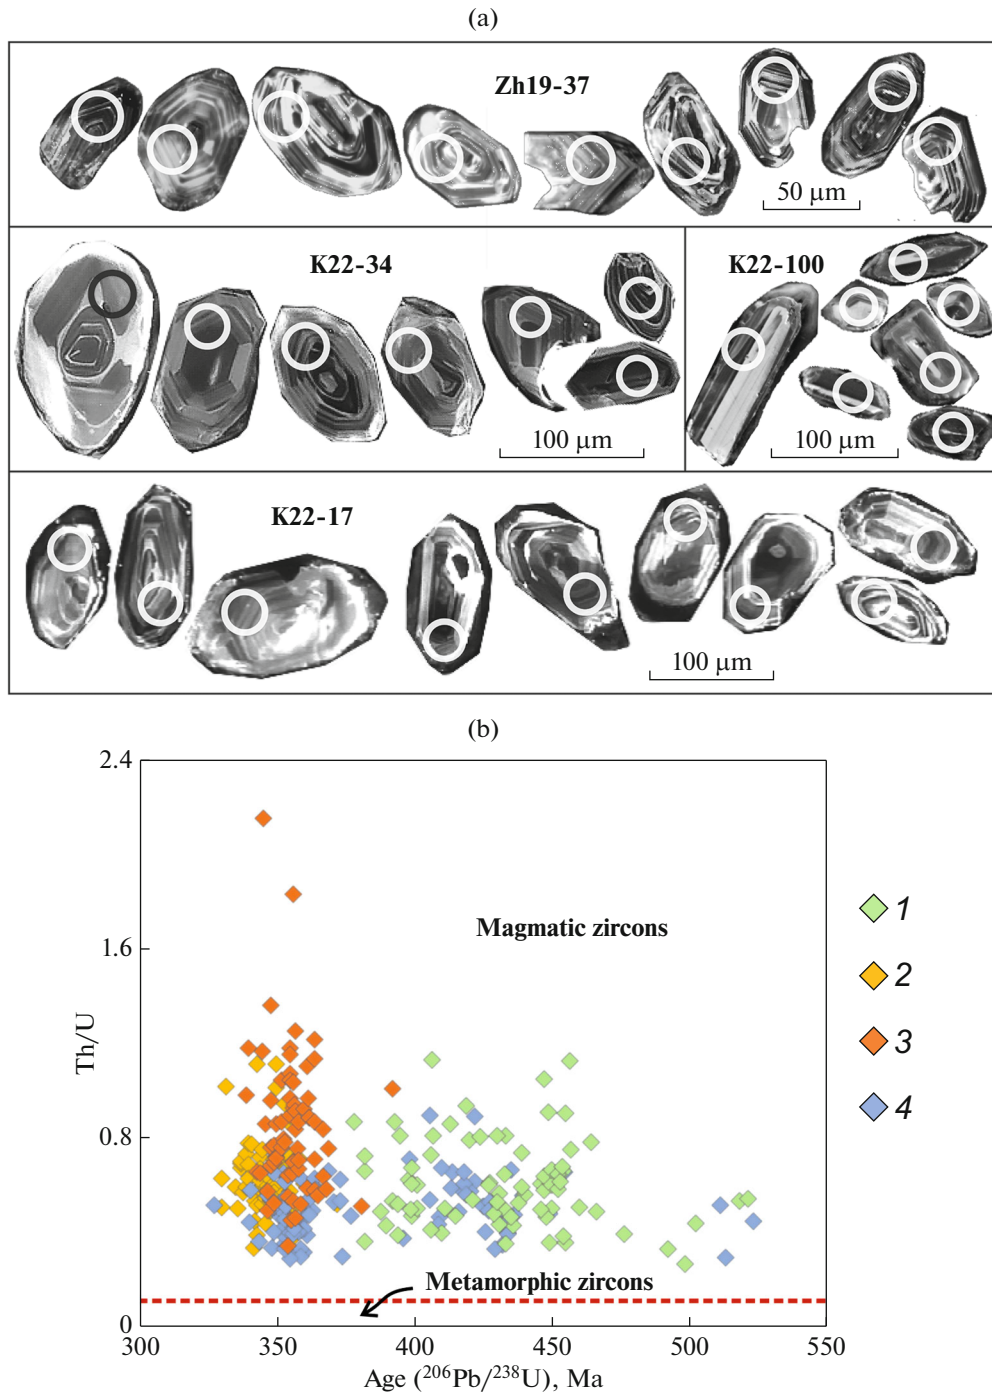 (a)
Zh19-37
50 µm
K22-34
K22-100
100 µm
100 µm
K22-17
100 µm
(b)
2.4
1.6
0.8
0
Th/U
Magmatic zircons
Metamorphic zircons
1
2
3
4
300
350
400
450
500
550
Age (²⁰⁶Pb/²³⁸U), Ma